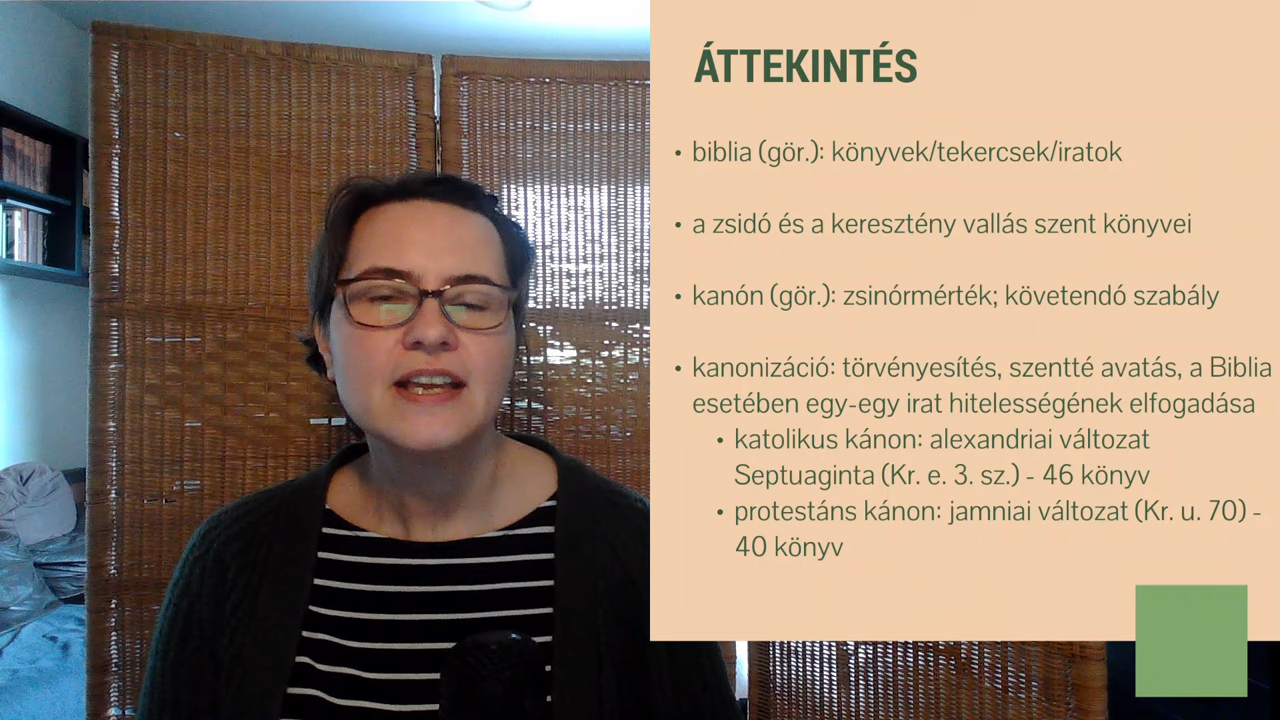 ÁTTEKINTÉS
• biblia (gör.): könyvek/tekercsek/iratok
• a zsidó és a keresztény vallás szent könyvei
• kanón (gör.): zsinórmérték; követendó szabály
• kanonizáció: törvényesítés, szentté avatás, a Biblia
esetében egy-egy irat hitelességének elfogadása
• katolikus kánon: alexandriai változat
Septuaginta (Kr. e. 3. sz.) - 46 könyv
• protestáns kánon: jamniai változat (Kr. u. 70) -
40 könyv